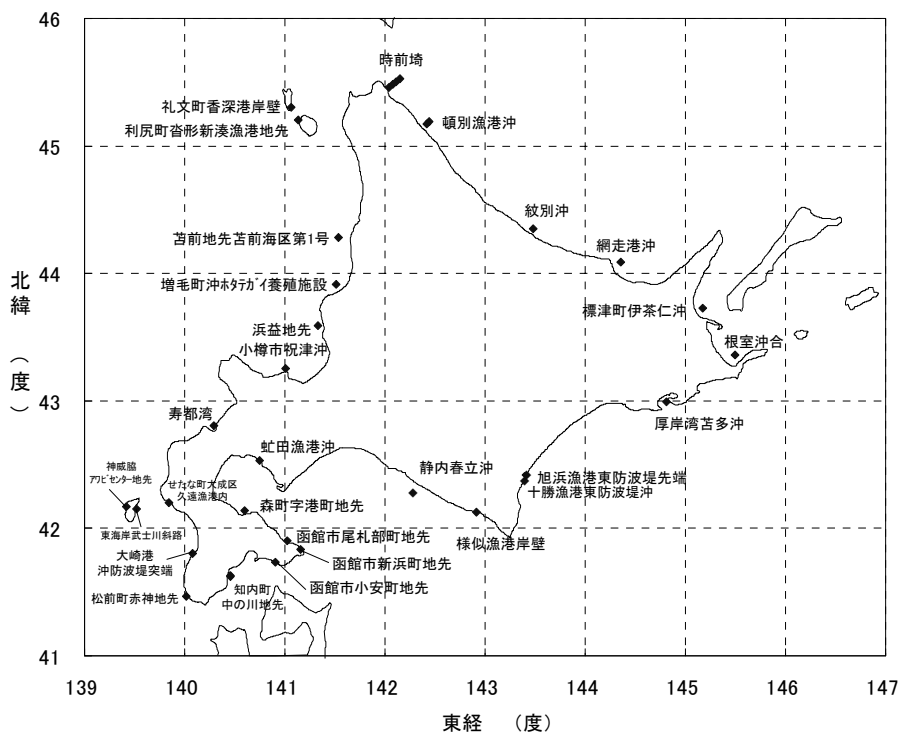 46
時前埼
礼文町香深港岸壁
利尻町沓形新湊漁港地先
頓別漁港沖
45
紋別沖
苫前地先苫前海区第1号
網走港沖
44
増毛町沖ﾎﾀﾃｶﾞｲ養殖施設
標津町伊茶仁沖
浜益地先
小樽市祝津沖
根室沖合
43
寿都湾
厚岸湾苫多沖
虻田漁港沖
静内春立沖
神威脇
ｱﾜﾋﾞｾﾝﾀｰ地先
せたな町大成区
久遠漁港内
旭浜漁港東防波堤先端
十勝漁港東防波堤沖
森町字港町地先
42
東海岸武士川斜路
様似漁港岸壁
函館市尾札部町地先
大崎港
沖防波堤突端
函館市新浜町地先
知内町
中の川地先
函館市小安町地先
松前町赤神地先
41
139
140
141
142
143
144
145
146
147
東経 (度)
北緯 (度)